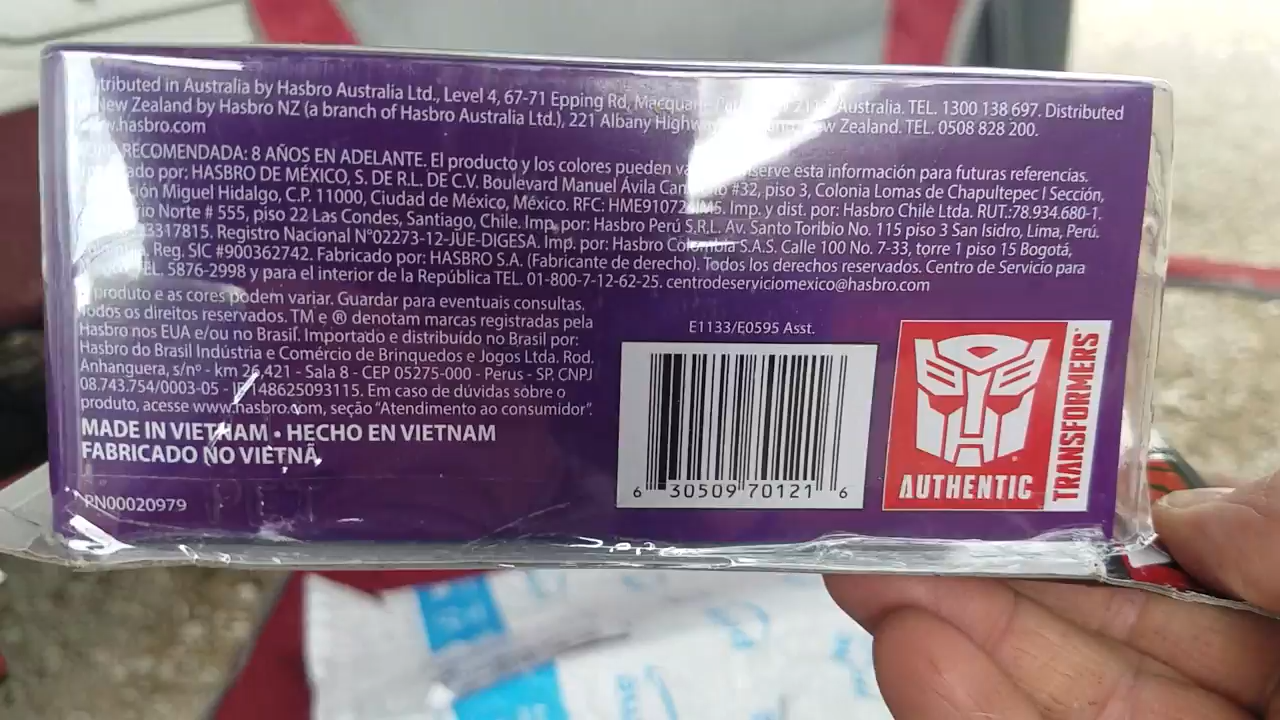 tributed in Australia by Hasbro Australia Ltd., Level 4, 67-71 Epping Rd, Australia. TEL. 1300 138 697. Distributed
New Zealand by Hasbro NZ (a branch of Hasbro Australia Ltd.), 221 Albany Zealand. TEL. 0508 828 200.
www.hasbro.com
RECOMENDADA: 8 AÑOS EN ADELANTE. El producto y los colores pueden esta información para futuras referencias.
por: HASBRO DE MÉXICO, S. DE R.L. DE C.V. Boulevard Manuel Ávila #32, piso 3, Colonia Lomas de Chapultepec I Sección,
Miguel Hidalgo, C.P. 11000, Ciudad de México, México. RFC: Imp. y dist. por: Hasbro Chile Ltda. RUT.:78.934.680-1.
Norte # 555, piso 22 Las Condes, Santiago, Chile. Imp. por: Hasbro Perú S.R.L. Av. Santo Toribio No. 115 piso 3 San Isidro, Lima, Perú.
Registro Nacional N°02273-12-JUE-DIGESA. Imp. por: Hasbro Colombia S.A.S. Calle 100 No. 7-33, torre 1 piso 15 Bogotá,
Reg. SIC #900362742. Fabricado por: HASBRO S.A. (Fabricante de derecho). Todos los derechos reservados. Centro de Servicio para
TEL. 5876-2998 y para el interior de la República TEL. 01-800-7-12-62-25. centrodeserviciomexico@hasbro.com
produto e as cores podem variar. Guardar para eventuais consultas.
Todos os direitos reservados. TM e ® denotam marcas registradas pela
Hasbro nos EUA e/ou no Brasil. Importado e distribuído no Brasil por:
Hasbro do Brasil Indústria e Comércio de Brinquedos e Jogos Ltda. Rod.
Anhanguera, s/nº - km 26,421 - Sala 8 - CEP 05275-000 - Perus - SP, CNPJ
08.743.754/0003-05 - IE 148625093115. Em caso de dúvidas sobre o
produto, acesse www.hasbro.com, seção "Atendimento ao consumidor".
MADE IN VIETNAM • HECHO EN VIETNAM
FABRICADO NO VIETNÃ
PN00020979
E1133/E0595 Asst.
6 30509 70121 6
AUTHENTIC
TRANSFORMERS